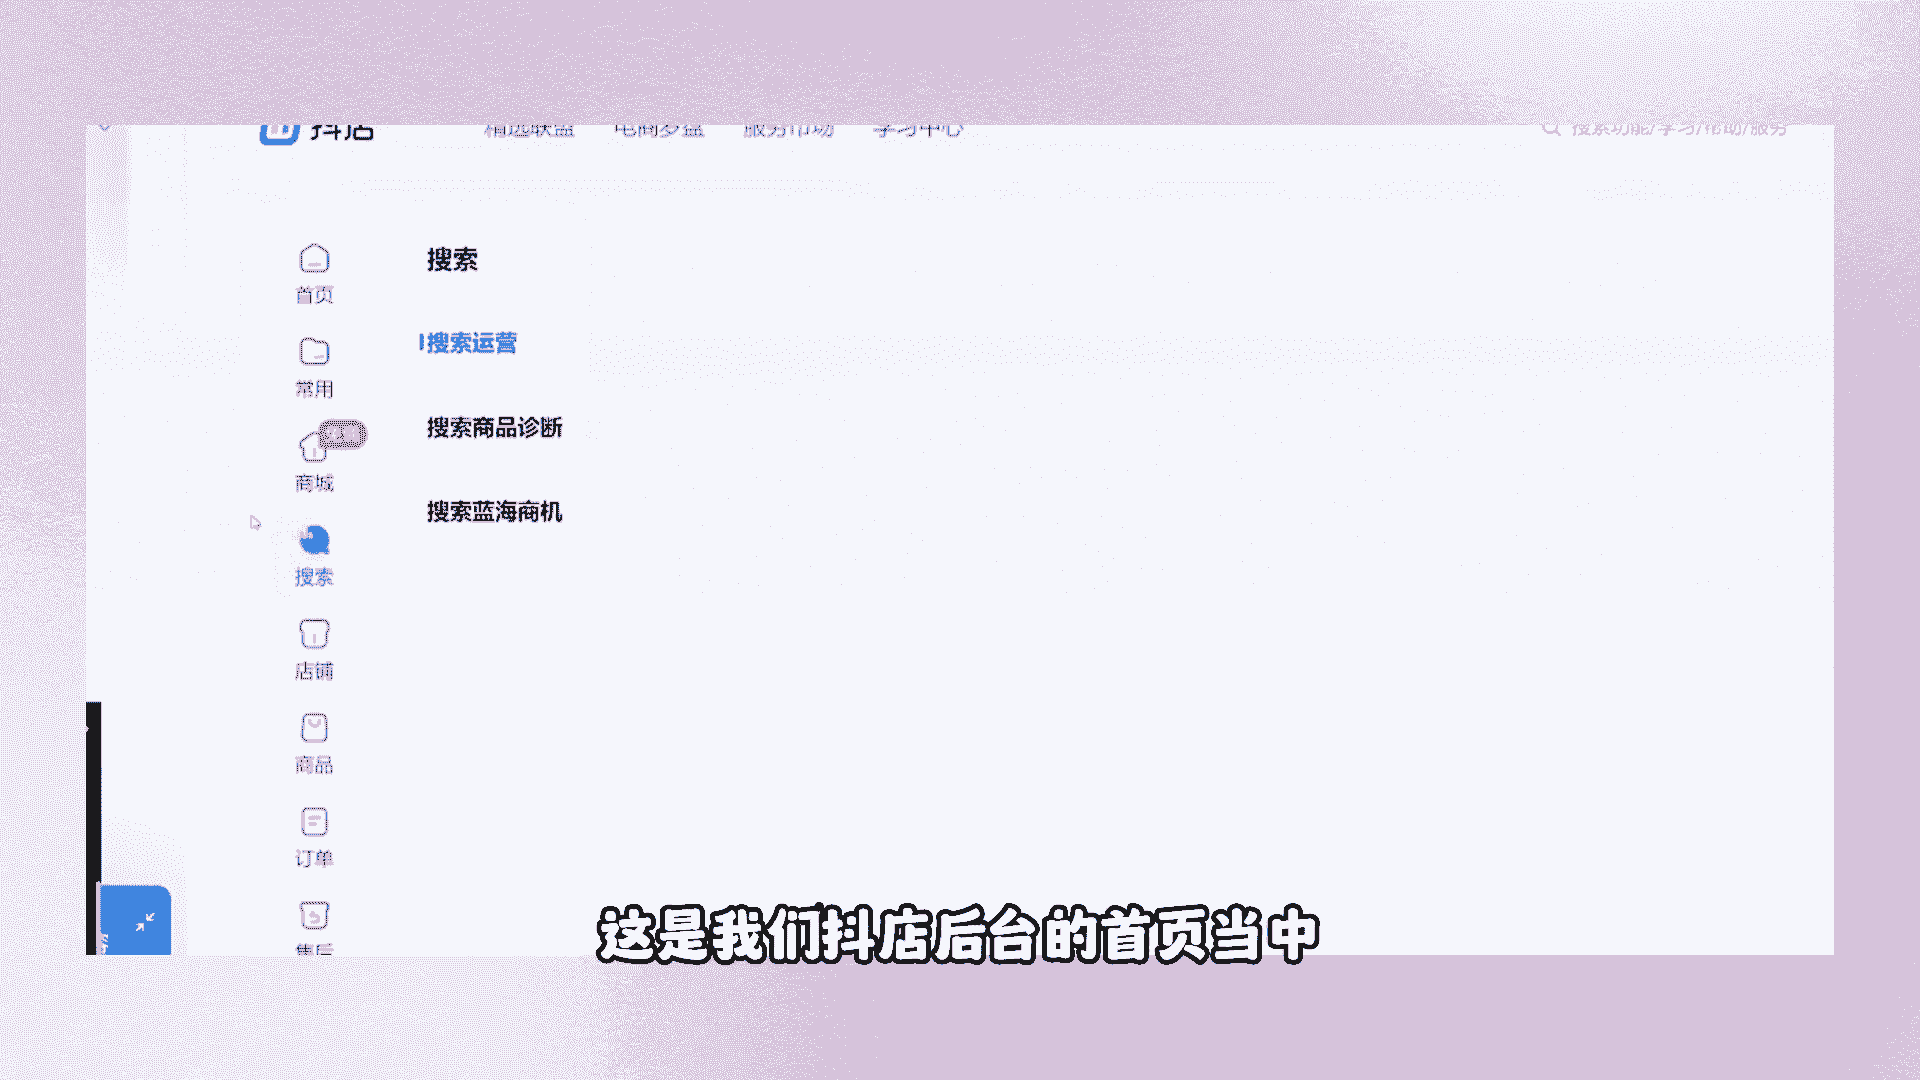 抖店
精选联盟 电商罗盘 服务市场 学习中心
搜索功能/学习/帮助/服务
首页
常用
商城
搜索
店铺
商品
订单
售后
搜索
搜索运营
搜索商品诊断
搜索蓝海商机
这是我们抖店后台的首页当中